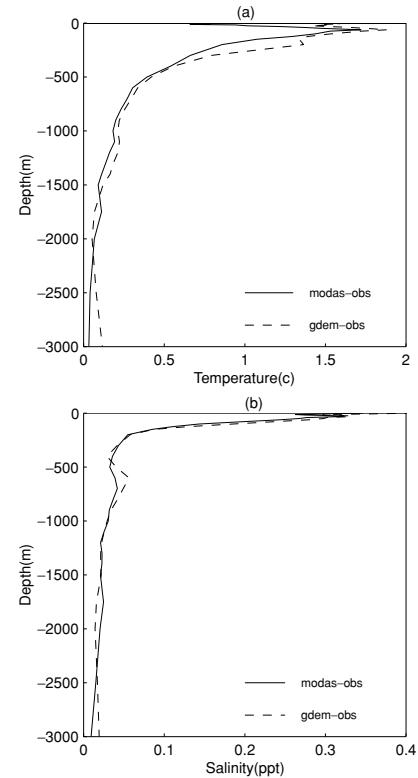 (a)
0
−500
−1000
−1500
−2000
−2500
−3000
Depth(m)
modas−obs
gdem−obs
0 0.5 1 1.5 2
Temperature(c)
(b)
0
−500
−1000
−1500
−2000
−2500
−3000
Depth(m)
modas−obs
gdem−obs
0 0.1 0.2 0.3 0.4
Salinity(ppt)